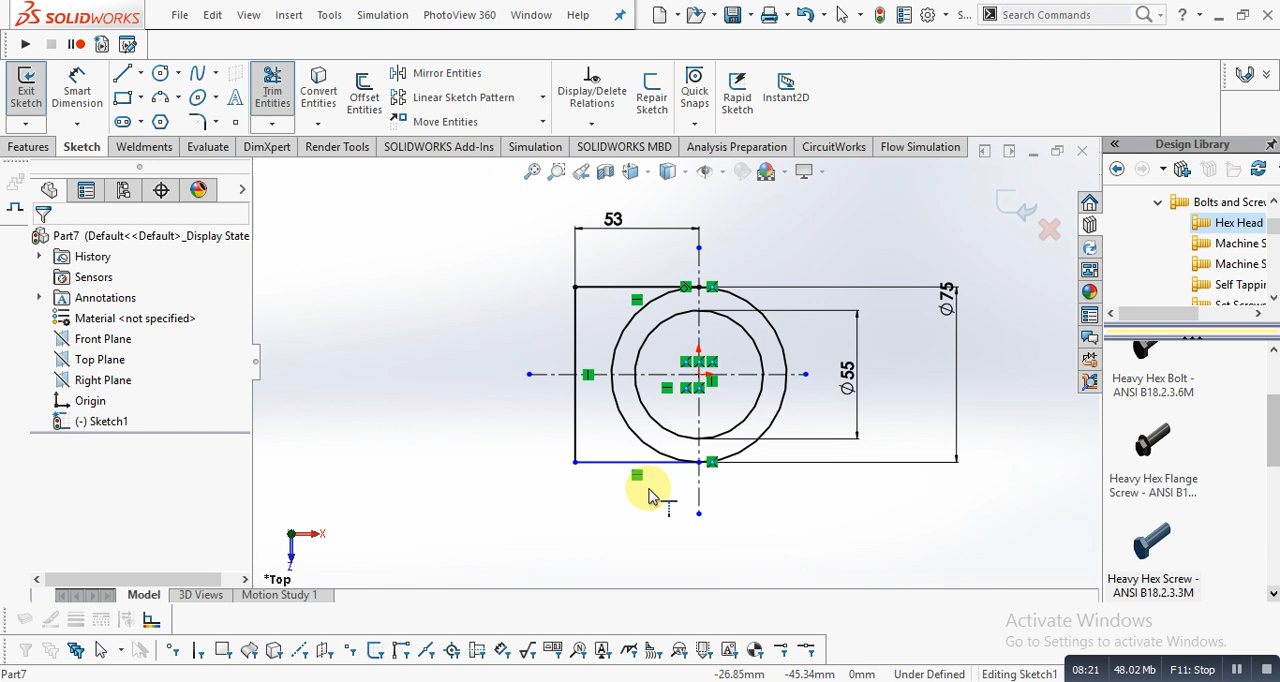 SOLIDWORKS
File Edit View Insert Tools Simulation PhotoView 360 Window Help
S...
Search Commands
?
Exit Sketch
Smart Dimension
Trim Entities
Convert Entities
Offset Entities
Mirror Entities
Linear Sketch Pattern
Move Entities
Display/Delete Relations
Repair Sketch
Quick Snaps
Rapid Sketch
Instant2D
Features Sketch Weldments Evaluate DimXpert Render Tools SOLIDWORKS Add-Ins Simulation SOLIDWORKS MBD Analysis Preparation CircuitWorks Flow Simulation
Design Library
Part7 (Default<<Default>_Display State
History
Sensors
Annotations
Material <not specified>
Front Plane
Top Plane
Right Plane
Origin
(-) Sketch1
53
⌀75
⌀55
X
Z
*Top
Bolts and Screw
Hex Head
Machine S
Machine S
Self Tappin
Set Screws
Heavy Hex Bolt -
ANSI B18.2.3.6M
Heavy Hex Flange
Screw - ANSI B1...
Heavy Hex Screw -
ANSI B18.2.3.3M
Model 3D Views Motion Study 1
Activate Windows
Go to Settings to activate Windows.
Part7
-26.85mm -45.34mm 0mm Under Defined Editing Sketch1
08:21 48.02 Mb F11: Stop